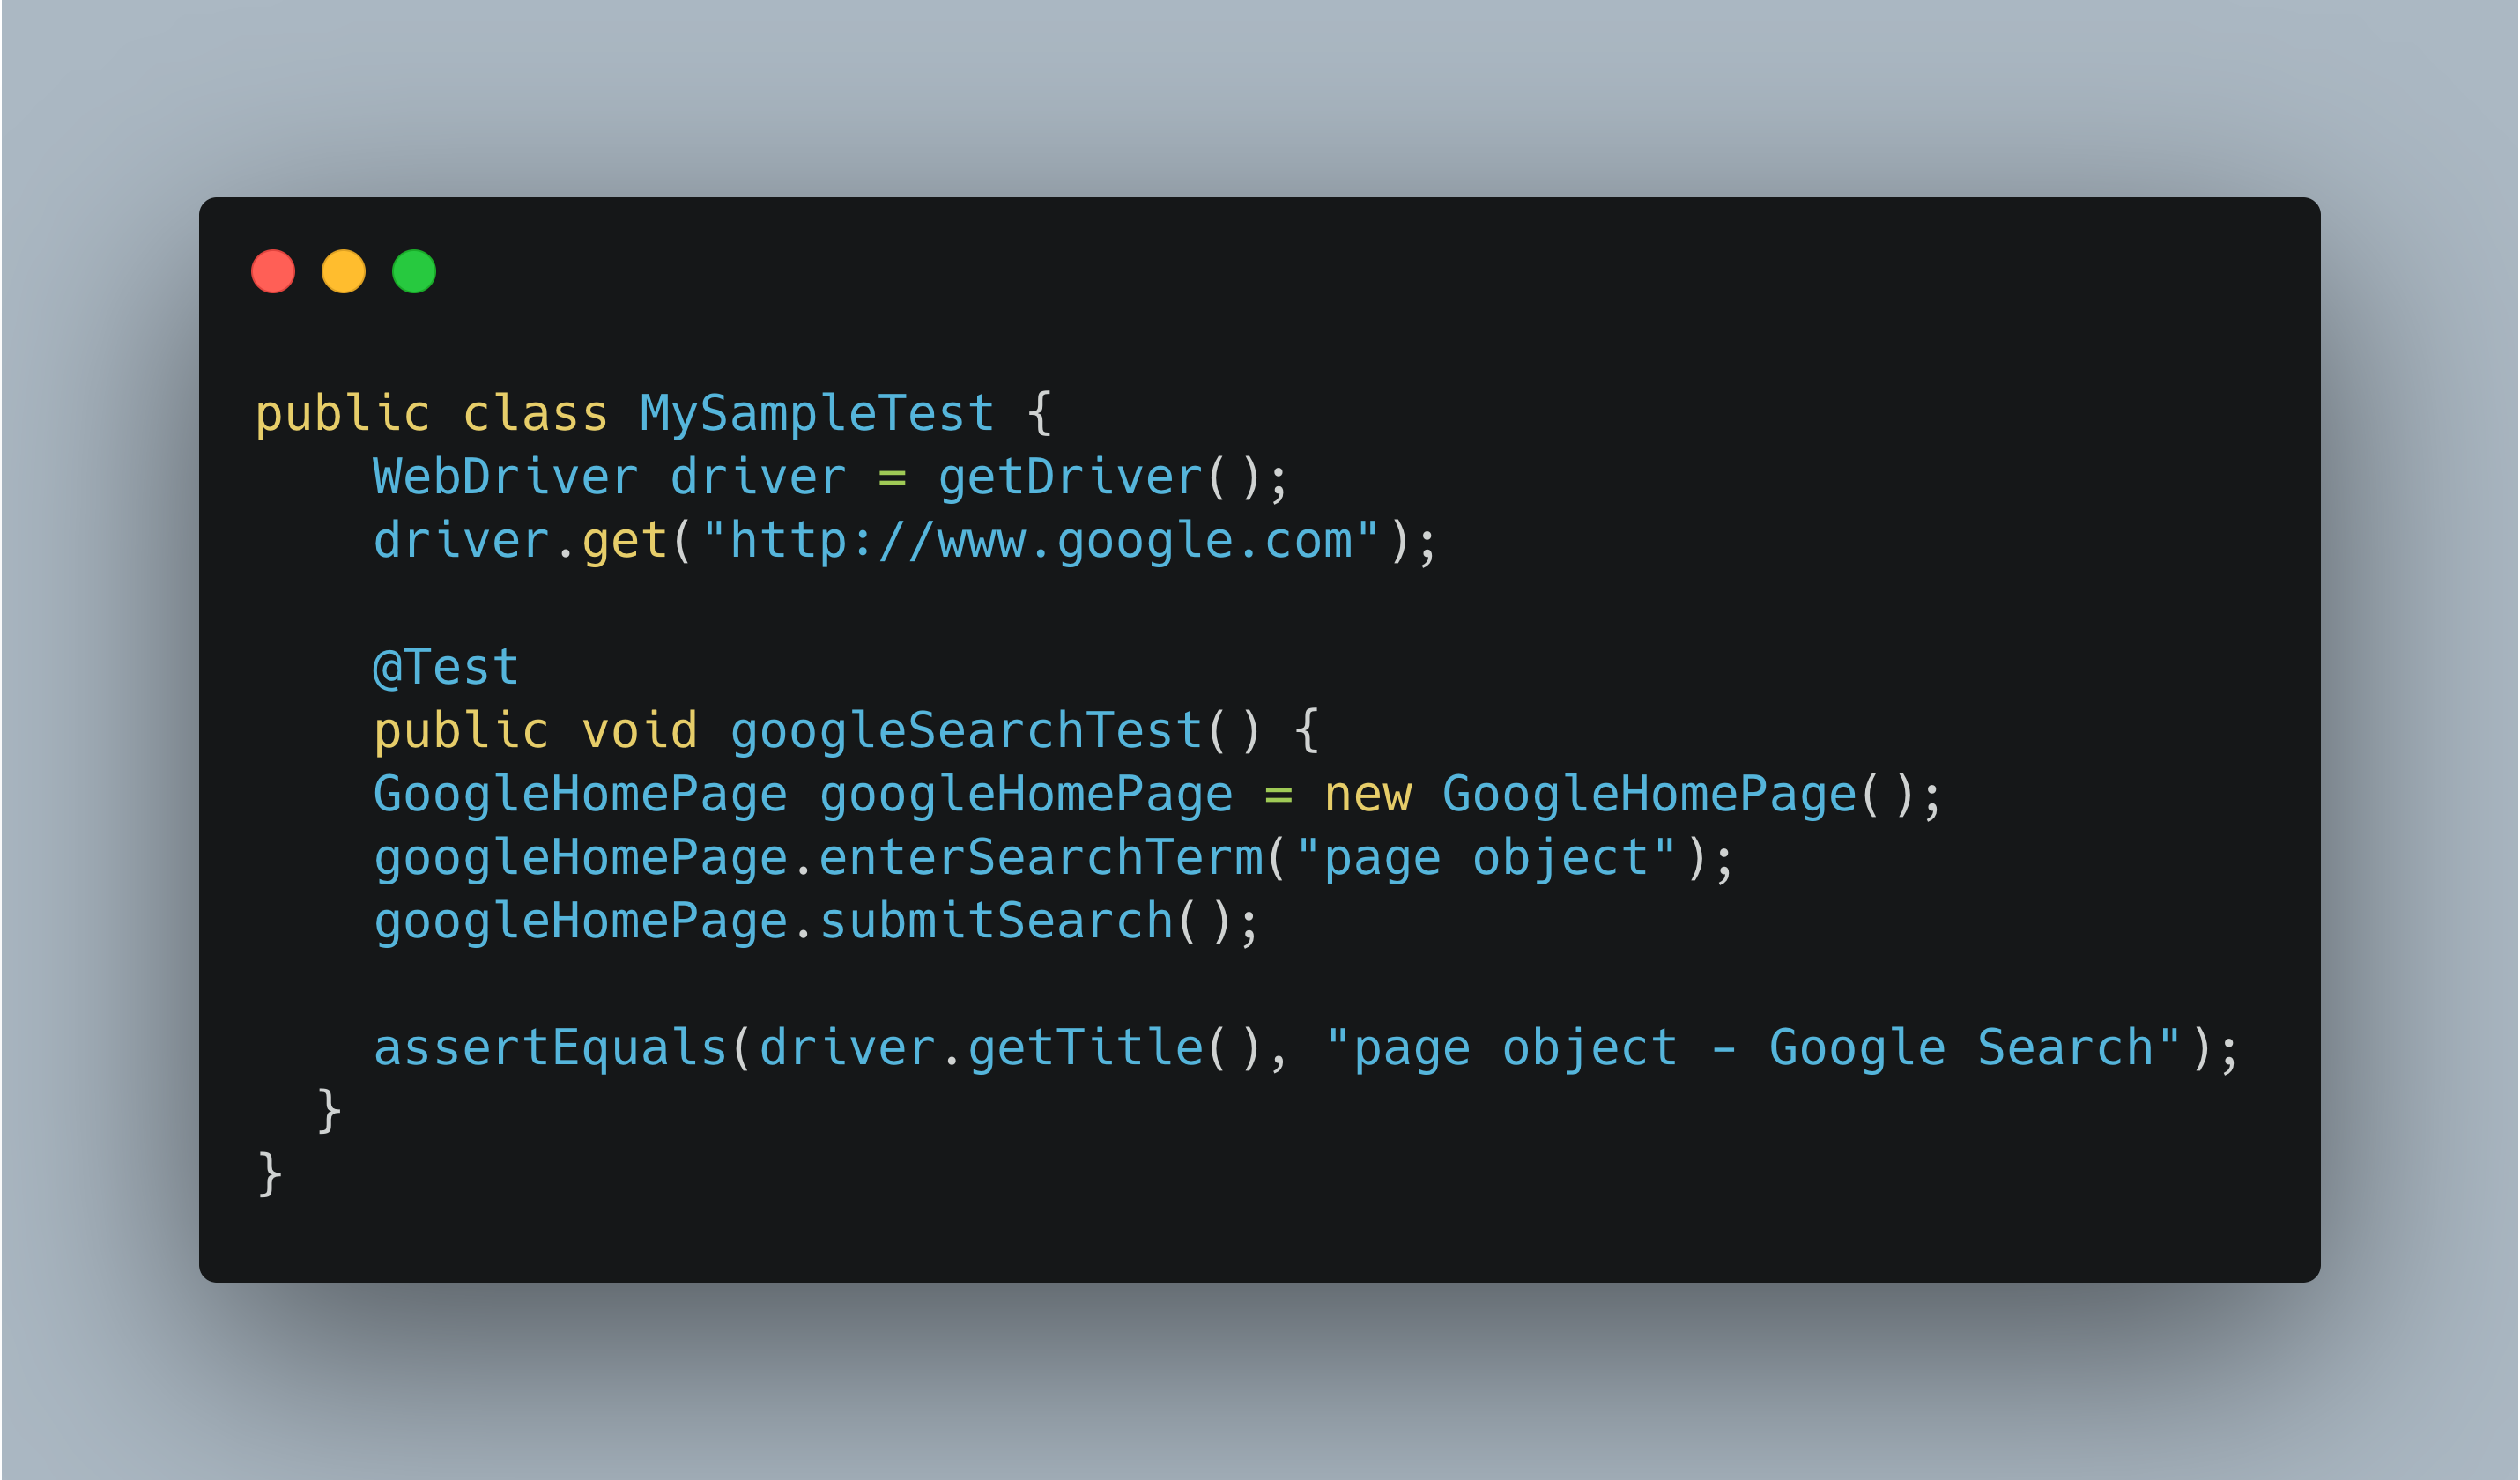 public class MySampleTest {
    WebDriver driver = getDriver();
    driver.get("http://www.google.com");

    @Test
    public void googleSearchTest() {
    GoogleHomePage googleHomePage = new GoogleHomePage();
    googleHomePage.enterSearchTerm("page object");
    googleHomePage.submitSearch();

    assertEquals(driver.getTitle(), "page object - Google Search");
  }
}